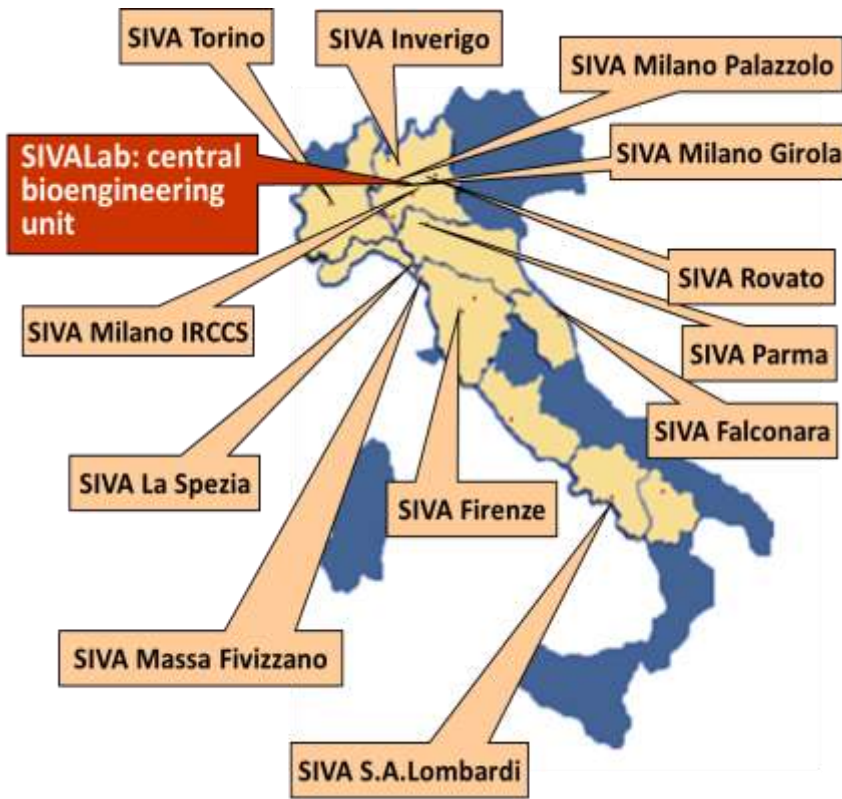 SIVA Torino
SIVA Inverigo
SIVA Milano Palazzolo
SIVALab: central
bioengineering
unit
SIVA Milano Girola
SIVA Rovato
SIVA Milano IRCCS
SIVA Parma
SIVA Falconara
SIVA La Spezia
SIVA Firenze
SIVA Massa Fivizzano
SIVA S.A.Lombardi